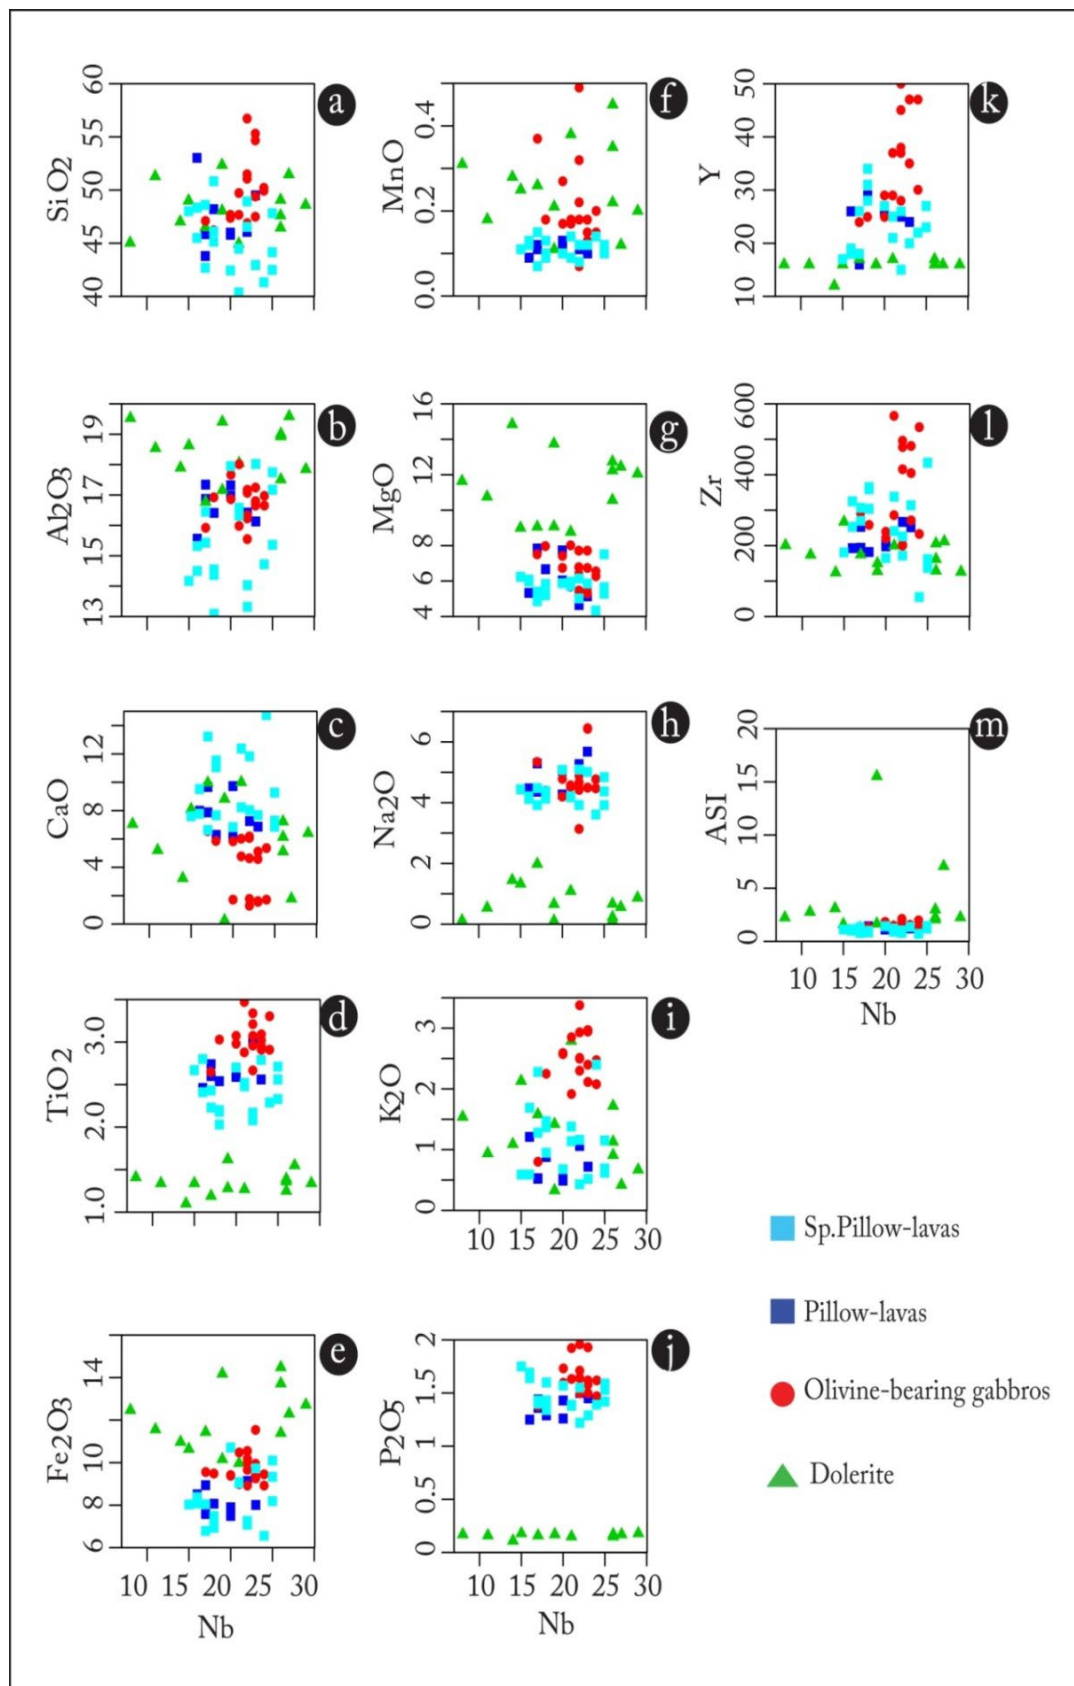 a
SiO2
60
55
50
45
40
b
Al2O3
19
17
15
13
c
CaO
12
8
4
0
d
TiO2
3.0
2.0
1.0
e
Fe2O3
14
10
8
6
10 15 20 25 30
Nb
f
MnO
0.4
0.2
0.0
g
MgO
16
12
8
6
4
h
Na2O
6
4
2
0
i
K2O
3
2
1
0
10 15 20 25 30
j
P2O5
2
1.5
1
0.5
0
10 15 20 25 30
Nb
k
Y
50
40
30
20
10
l
Zr
600
400
200
0
m
ASI
20
15
10
5
0
10 15 20 25 30
Nb
Sp.Pillow-lavas
Pillow-lavas
Olivine-bearing gabbros
Dolerite